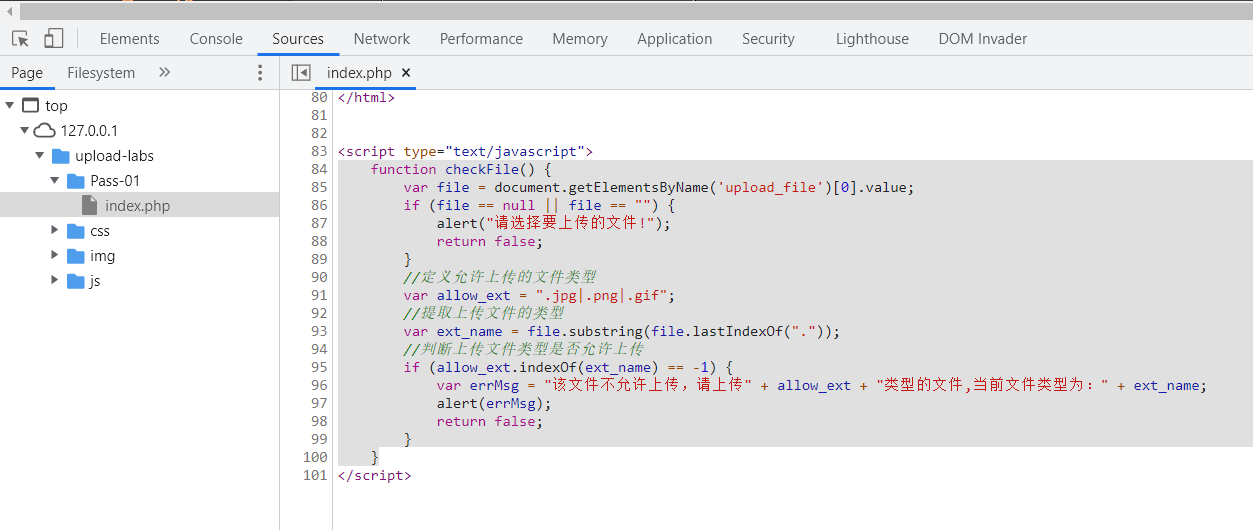 Elements Console Sources Network Performance Memory Application Security Lighthouse DOM Invader
Page Filesystem index.php
top
127.0.0.1
upload-labs
Pass-01
index.php
css
img
js
80 </html>
81
82
83 <script type="text/javascript">
84 function checkFile() {
85 var file = document.getElementsByName('upload_file')[0].value;
86 if (file == null || file == "") {
87 alert("请选择要上传的文件!");
88 return false;
89 }
90 //定义允许上传的文件类型
91 var allow_ext = ".jpg|.png|.gif";
92 //提取上传文件的类型
93 var ext_name = file.substring(file.lastIndexOf("."));
94 //判断上传文件类型是否允许上传
95 if (allow_ext.indexOf(ext_name) == -1) {
96 var errMsg = "该文件不允许上传，请上传" + allow_ext + "类型的文件,当前文件类型为：" + ext_name;
97 alert(errMsg);
98 return false;
99 }
100 }
101 </script>